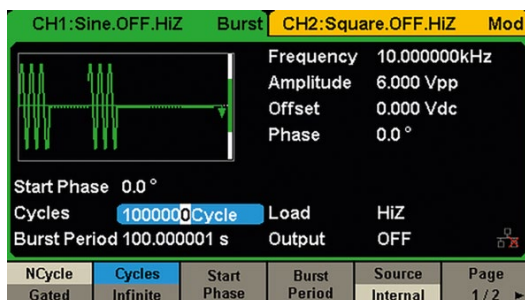 CH1:Sine.OFF.HiZ Burst CH2:Square.OFF.HiZ Mod
Frequency 10.000000kHz
Amplitude 6.000 Vpp
Offset 0.000 Vdc
Phase 0.0 °
Start Phase 0.0 °
Cycles 1000000Cycle Load HiZ
Burst Period 100.000001 s Output OFF
NCycle Cycles Start Burst Source Page
Gated Infinite Phase Period Internal 1/2 ►